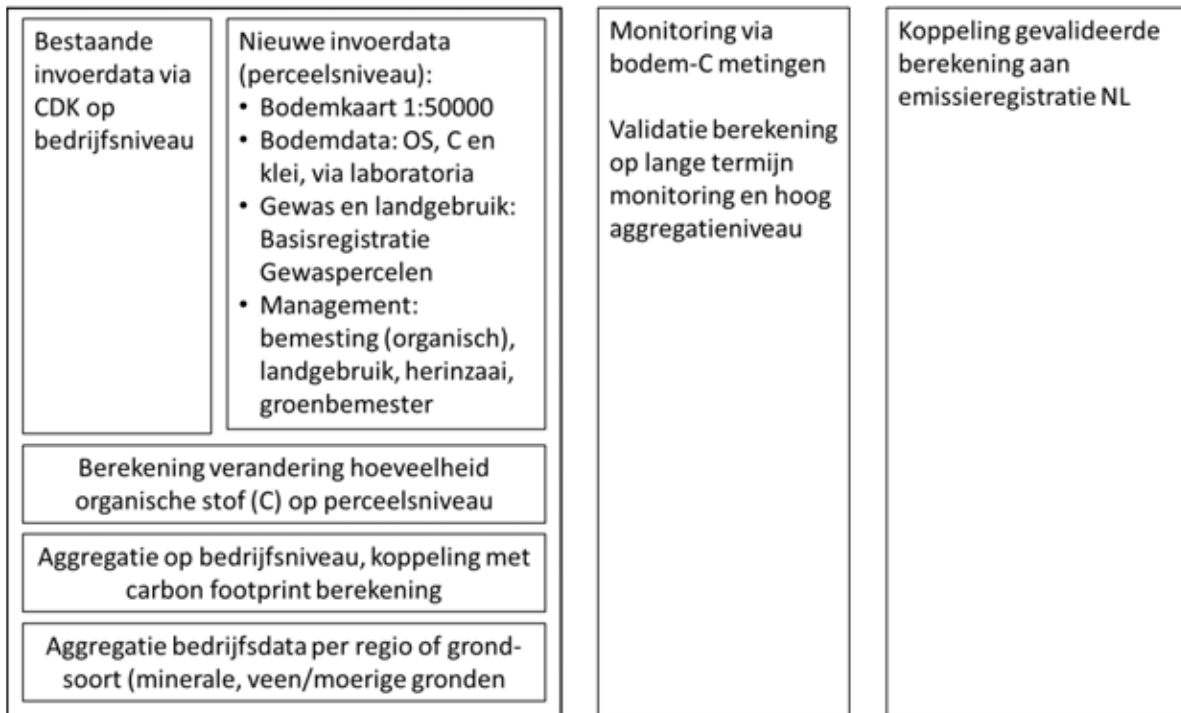 Bestaande
invoerdata via
CDK op
bedrijfsniveau
Nieuwe invoerdata
(perceelsniveau):
• Bodemkaart 1:50000
• Bodemdata: OS, C en
klei, via laboratoria
• Gewas en landgebruik:
Basisregistratie
Gewaspercelen
• Management:
bemesting (organisch),
landgebruik, herinzaai,
groenbemester
Berekening verandering hoeveelheid
organische stof (C) op perceelsniveau
Aggregatie op bedrijfsniveau, koppeling met
carbon footprint berekening
Aggregatie bedrijfsdata per regio of grond-
soort (minerale, veen/moerige gronden
Monitoring via
bodem-C metingen
Validatie berekening
op lange termijn
monitoring en hoog
aggregatieniveau
Koppeling gevalideerde
berekening aan
emissieregistratie NL